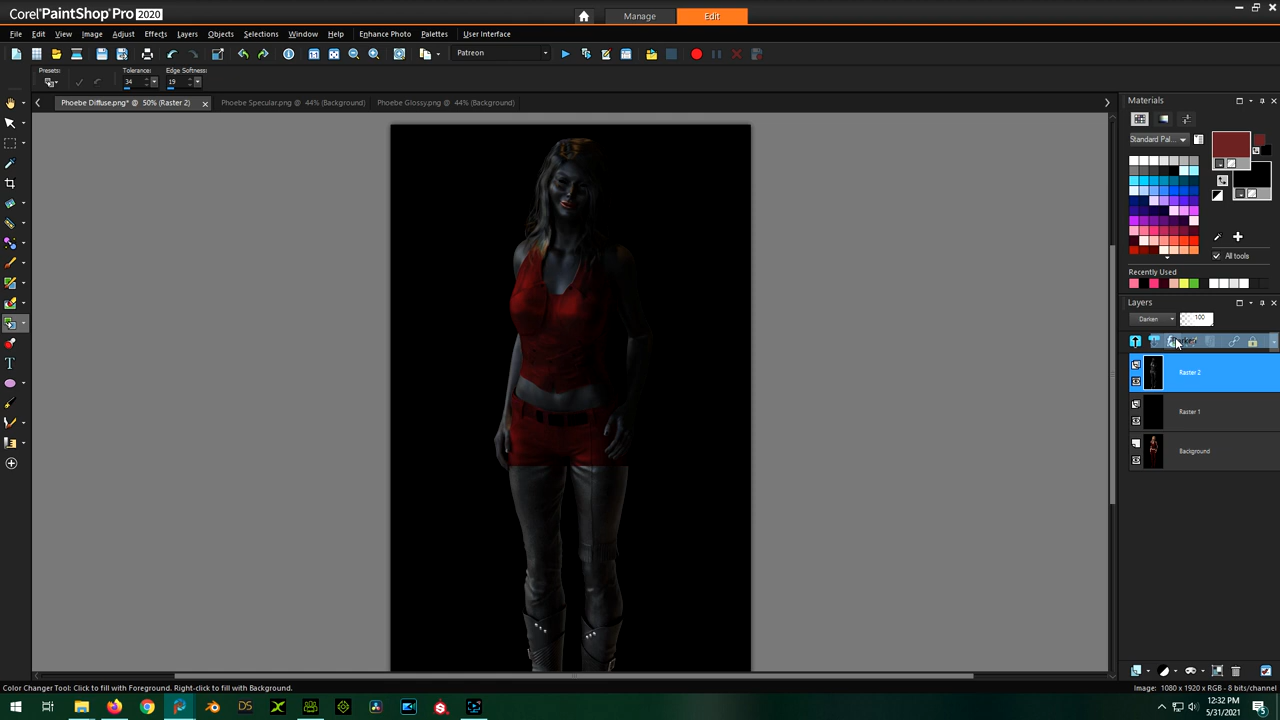 Corel®PaintShop®Pro 2020
Manage
Edit
File Edit View Image Adjust Effects Layers Objects Selections Window Help Enhance Photo Palettes User Interface
Patreon
Presets:
Tolerance:
34
Edge Softness:
19
Phoebe Diffuse.png* @ 50% (Raster 2)
Phoebe Specular.png @ 44% (Background)
Phoebe Glossy.png @ 44% (Background)
Materials
Standard Pal...
All tools
Recently Used
Layers
Darken
100
Raster 2
Raster 1
Background
Color Changer Tool: Click to fill with Foreground. Right-click to fill with Background.
Image: 1080 x 1920 x RGB - 8 bits/channel
DS
12:32 PM
5/31/2021
5